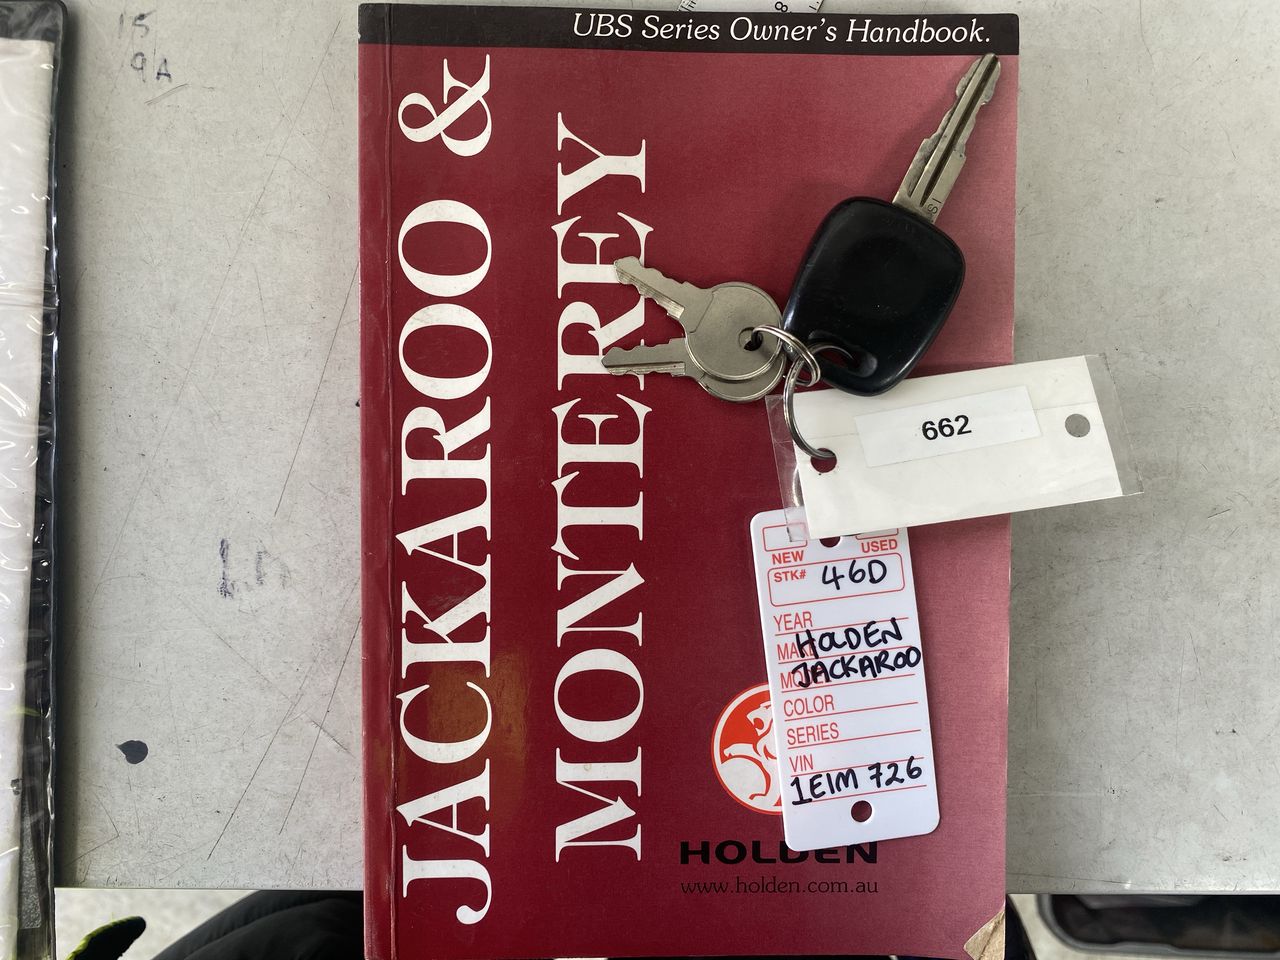 UBS Series Owner's Handbook.
JACKAROO &
MONTEREY
15
9A
662
NEW USED
STK# 46D
YEAR
MAKE HOLDEN
JACKAROO
COLOR
SERIES
VIN
1EIM 726
HOLDEN
www.holden.com.au